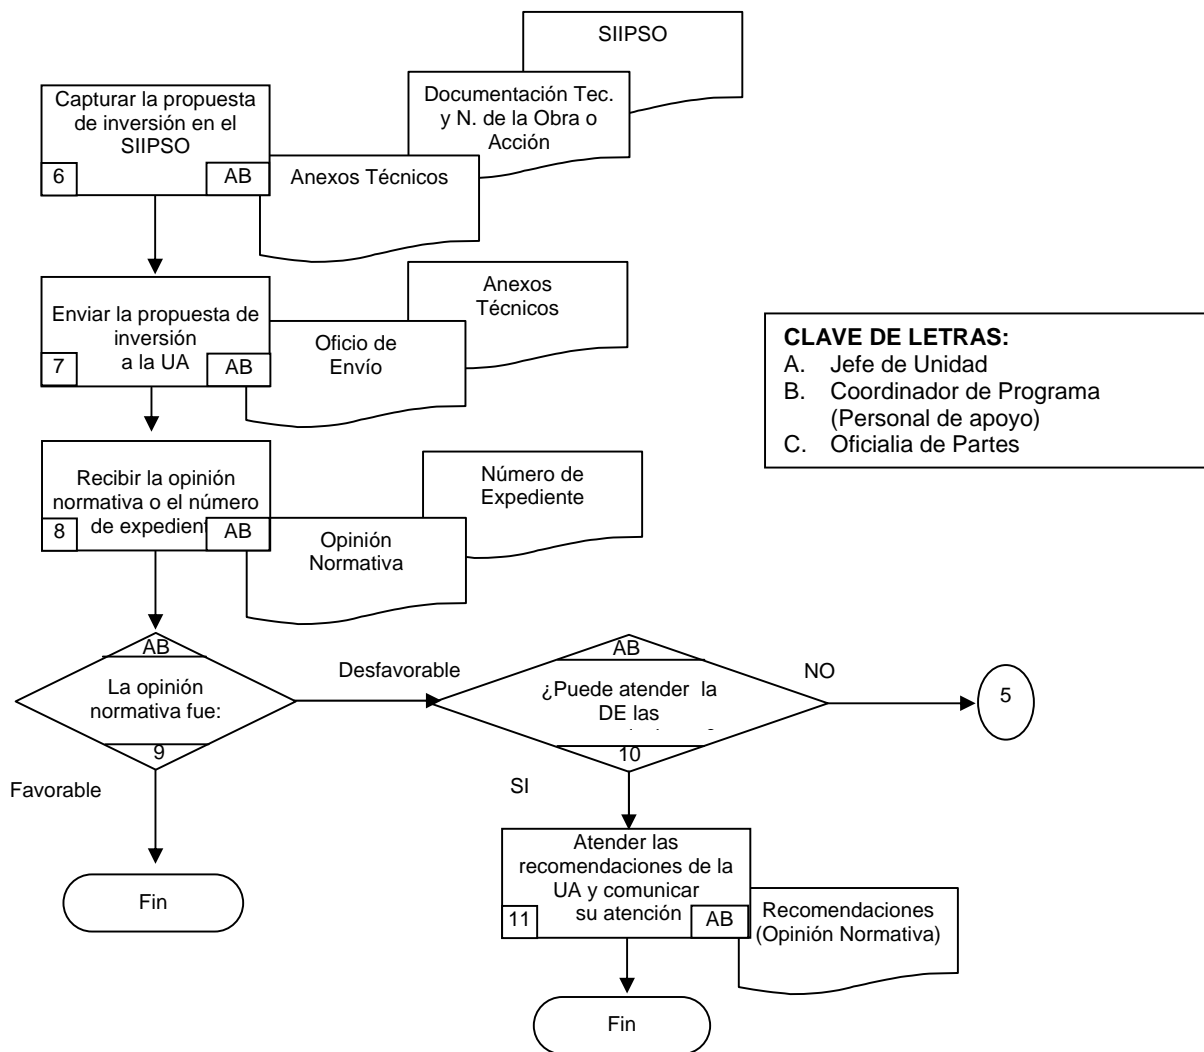 SIIPSO
Documentación Tec.
y N. de la Obra o
Acción
Capturar la propuesta
de inversión en el
SIIPSO
6
AB
Anexos Técnicos
Anexos
Técnicos
Enviar la propuesta de
inversión
a la UA
7
AB
Oficio de
Envío
CLAVE DE LETRAS:
A. Jefe de Unidad
B. Coordinador de Programa
(Personal de apoyo)
C. Oficialia de Partes
Número de
Expediente
Recibir la opinión
normativa o el número
de expedient
8
AB
Opinión
Normativa
AB
La opinión
normativa fue:
9
Desfavorable
Favorable
Fin
AB
¿Puede atender la
DE las
10
NO
5
SI
Atender las
recomendaciones de la
UA y comunicar
su atención
11
AB
Recomendaciones
(Opinión Normativa)
Fin